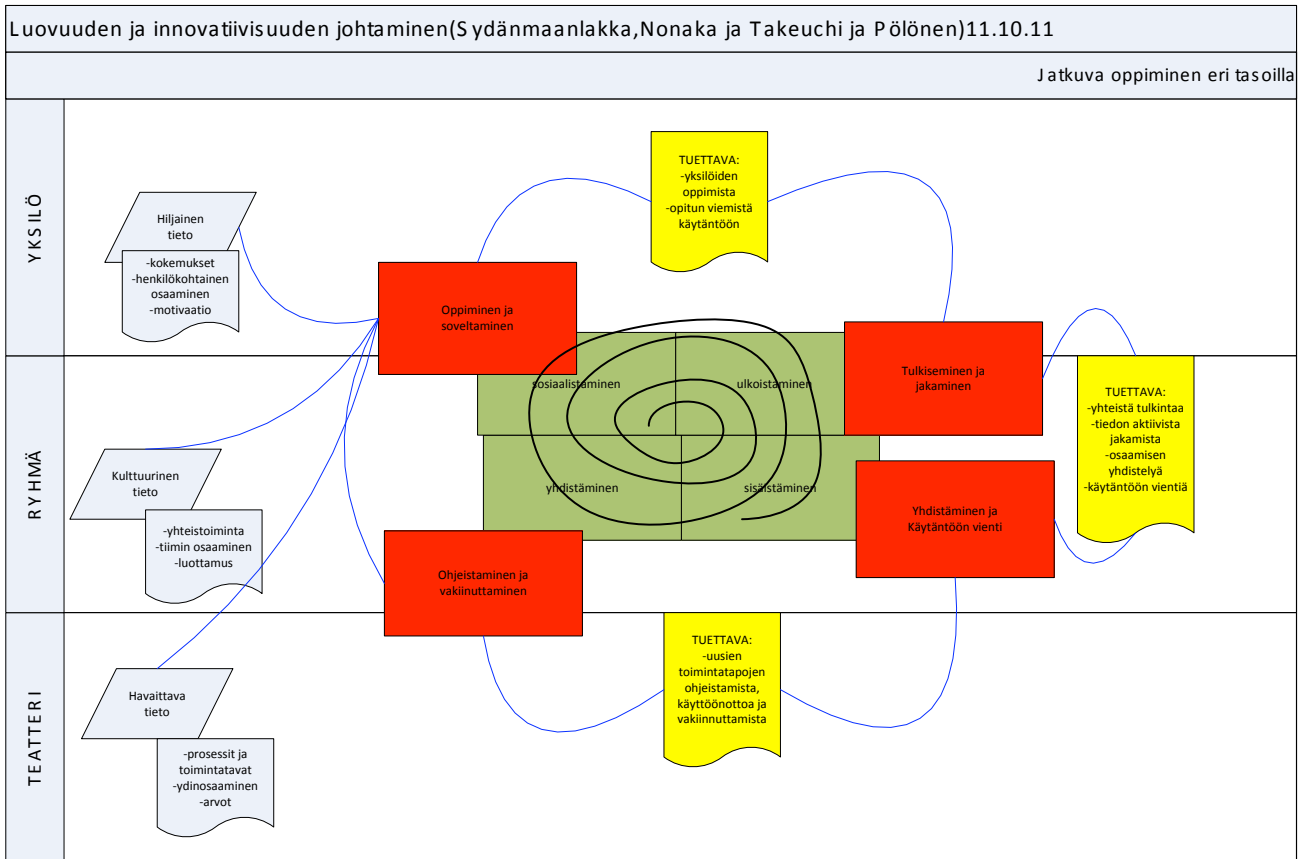 Luovuuden ja innovatiivisuuden johtaminen(Sydänmaanlakka,Nonaka ja Takeuchi ja Pölönen)11.10.11
Jatkuva oppiminen eri tasoilla
YKSILÖ
Hiljainen
tieto
-kokemukset
-henkilökohtainen
osaaminen
-motivaatio
Oppiminen ja
soveltaminen
TUETTAVA:
-yksilöiden
oppimista
-opitun viemistä
käytäntöön
Tulkiseminen ja
jakaminen
sosiaalistäminen
ulkoistäminen
yhdistäminen
sisäistäminen
TUETTAVA:
-yhteistä tulkintaa
-tiedon aktiivista
jakamista
-osaamisen
yhdistelyä
-käytäntöön vientiä
RYHMÄ
Kulttuurinen
tieto
-yhteistoiminta
-tiimin osaaminen
-luottamus
Ohjeistaminen ja
vakiinuttaminen
Yhdistäminen ja
Käytäntöön vienti
TEATTERI
Havaittava
tieto
-prosessit ja
toimintatavat
-ydinosaaminen
-arvot
TUETTAVA:
-uusien
toimintatapojen
ohjeistamista,
käyttöönottoa ja
vakiinnuttamista